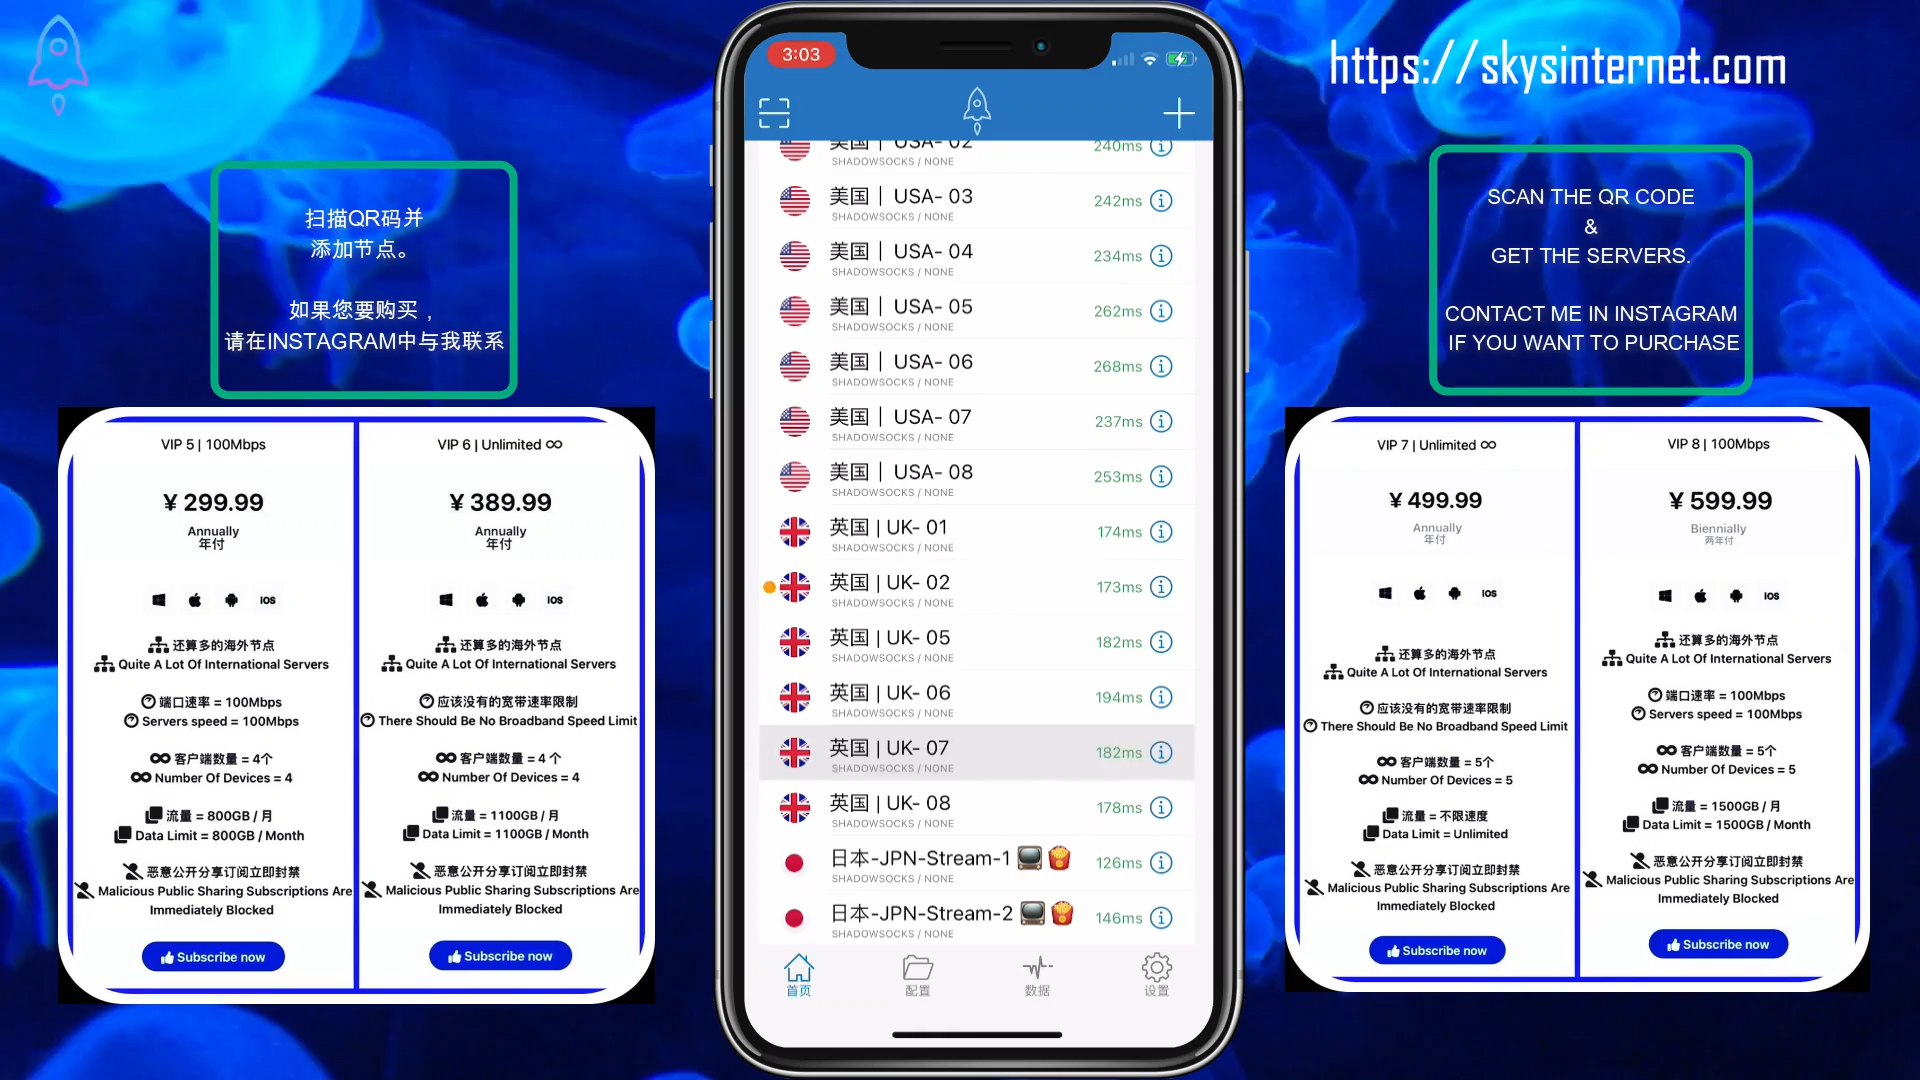 https://skysinternet.com
扫描QR码并
添加节点。
如果您要购买，
请在INSTAGRAM中与我联系
VIP 5 | 100Mbps
¥ 299.99
Annually
年付
IOS
还算多的海外节点
Quite A Lot Of International Servers
端口速率 = 100Mbps
Servers speed = 100Mbps
客户端数量 = 4个
Number Of Devices = 4
流量 = 800GB / 月
Data Limit = 800GB / Month
恶意公开分享订阅立即封禁
Malicious Public Sharing Subscriptions Are
Immediately Blocked
Subscribe now
VIP 6 | Unlimited ∞
¥ 389.99
Annually
年付
IOS
还算多的海外节点
Quite A Lot Of International Servers
应该没有的宽带速率限制
There Should Be No Broadband Speed Limit
客户端数量 = 4 个
Number Of Devices = 4
流量 = 1100GB / 月
Data Limit = 1100GB / Month
恶意公开分享订阅立即封禁
Malicious Public Sharing Subscriptions Are
Immediately Blocked
Subscribe now
3:03
美国｜ USA- 02 240ms
SHADOWSOCKS / NONE
美国｜ USA- 03 242ms
SHADOWSOCKS / NONE
美国｜ USA- 04 234ms
SHADOWSOCKS / NONE
美国｜ USA- 05 262ms
SHADOWSOCKS / NONE
美国｜ USA- 06 268ms
SHADOWSOCKS / NONE
美国｜ USA- 07 237ms
SHADOWSOCKS / NONE
美国｜ USA- 08 253ms
SHADOWSOCKS / NONE
英国 | UK- 01 174ms
SHADOWSOCKS / NONE
英国 | UK- 02 173ms
SHADOWSOCKS / NONE
英国 | UK- 05 182ms
SHADOWSOCKS / NONE
英国 | UK- 06 194ms
SHADOWSOCKS / NONE
英国 | UK- 07 182ms
SHADOWSOCKS / NONE
英国 | UK- 08 178ms
SHADOWSOCKS / NONE
日本-JPN-Stream-1 📺🍟 126ms
SHADOWSOCKS / NONE
日本-JPN-Stream-2 📺🍟 146ms
SHADOWSOCKS / NONE
首页 配置 数据 设置
SCAN THE QR CODE
&
GET THE SERVERS.
CONTACT ME IN INSTAGRAM
IF YOU WANT TO PURCHASE
VIP 7 | Unlimited ∞
¥ 499.99
Annually
年付
IOS
还算多的海外节点
Quite A Lot Of International Servers
应该没有的宽带速率限制
There Should Be No Broadband Speed Limit
客户端数量 = 5个
Number Of Devices = 5
流量 = 不限速度
Data Limit = Unlimited
恶意公开分享订阅立即封禁
Malicious Public Sharing Subscriptions Are
Immediately Blocked
Subscribe now
VIP 8 | 100Mbps
¥ 599.99
Biennially
两年付
IOS
还算多的海外节点
Quite A Lot Of International Servers
端口速率 = 100Mbps
Servers speed = 100Mbps
客户端数量 = 5个
Number Of Devices = 5
流量 = 1500GB / 月
Data Limit = 1500GB / Month
恶意公开分享订阅立即封禁
Malicious Public Sharing Subscriptions Are
Immediately Blocked
Subscribe now